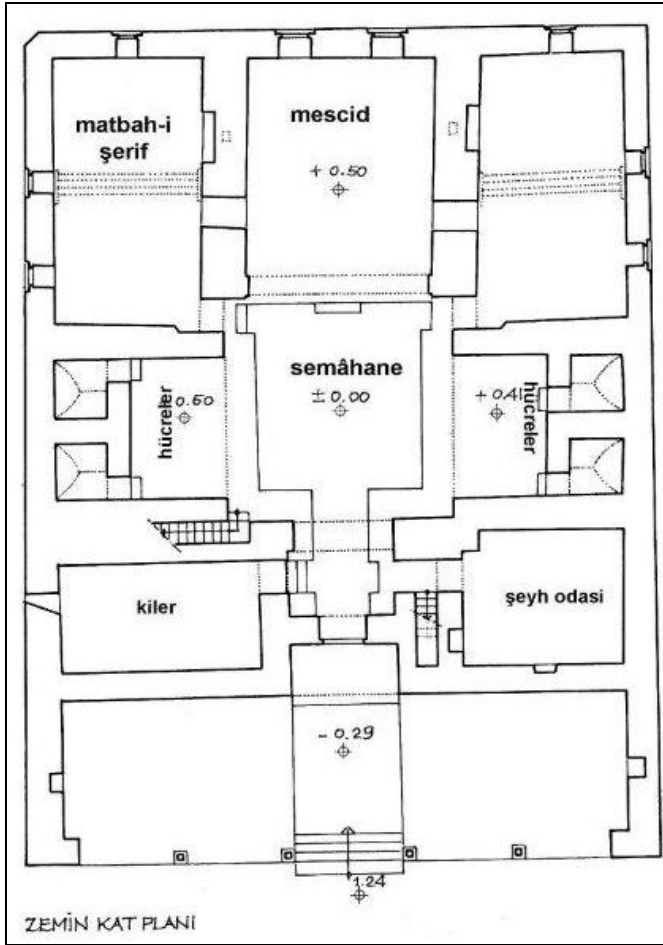 matbah-i
şerif
mescid
+ 0.50
semâhane
± 0.00
hücreler
0.50
+ 0.41
hücreler
kiler
şeyh odasi
- 0.29
1.24
ZEMİN KAT PLANI